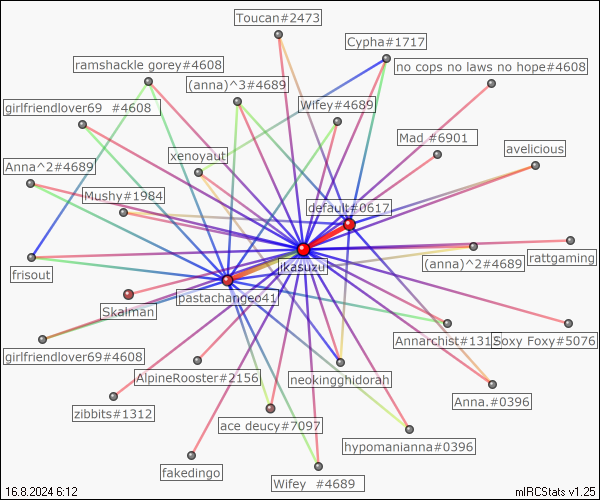 Toucan#2473
Cypha#1717
ramshackle gorey#4608
no cops no laws no hope#4608
(anna)^3#4689
girlfriendlover69 #4608
Wifey#4689
Mad #6901
xenoyaut
avelicious
Anna^2#4689
Mushy#1984
default#0617
(anna)^2#4689
rattgaming
jkasuzu
frisout
pastachangeo41
Skalman
Annarchist#1312
Soxy Foxy#5076
girlfriendlover69#4608
AlpineRooster#2156
neokingghidorah
Anna.#0396
zibbits#1312
ace deucy#7097
hypomanianna#0396
fakedingo
Wifey #4689
16.8.2024 6:12
mIRCStats v1.25